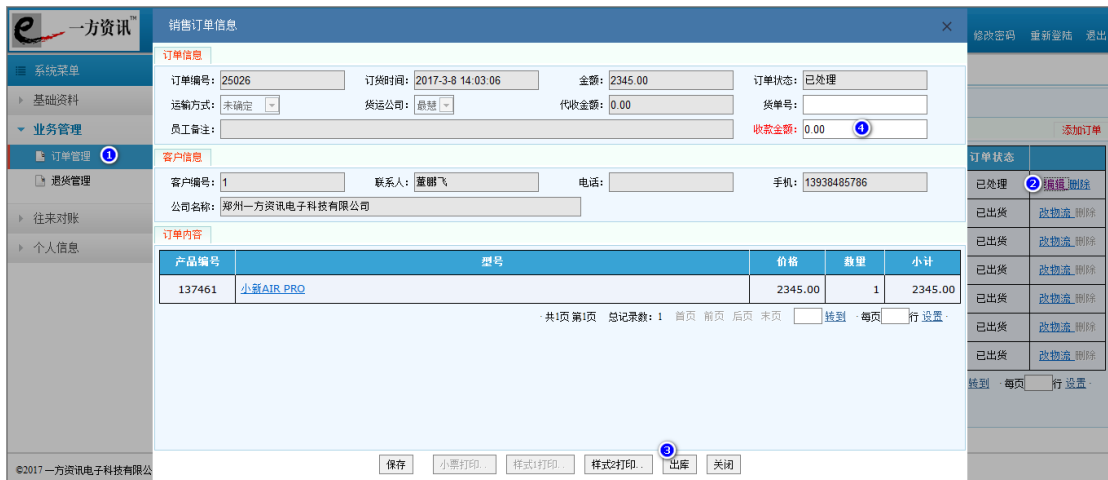 一方资讯™
销售订单信息
×
修改密码 重新登陆 退出
订单信息
系统菜单
订单编号: 25026 订货时间: 2017-3-8 14:03:06 金额: 2345.00 订单状态: 已处理
基础资料
运输方式: 未确定 货运公司: 最慧 代收金额: 0.00 货单号:
业务管理
员工备注: 收款金额: 0.00 4
添加订单
订单管理 1
客户信息
订单状态
退货管理
客户编号: 1 联系人: 董鹏飞 电话: 手机: 13938485786
已处理 2 编辑 删除
公司名称: 郑州一方资讯电子科技有限公司
已出货 改物流 删除
往来对账
订单内容
已出货 改物流 删除
个人信息
产品编号 型号 价格 数里 小计
已出货 改物流 删除
137461 小新AIR PRO 2345.00 1 2345.00
已出货 改物流 删除
·共1页 第1页 总记录数: 1 首页 前页 后页 末页 转到 ·每页 行 设置·
已出货 改物流 删除
已出货 改物流 删除
转到 ·每页 行 设置·
3
保存 小票打印.. 样式1打印.. 样式2打印.. 出库 关闭
©2017 一方资讯电子科技有限公